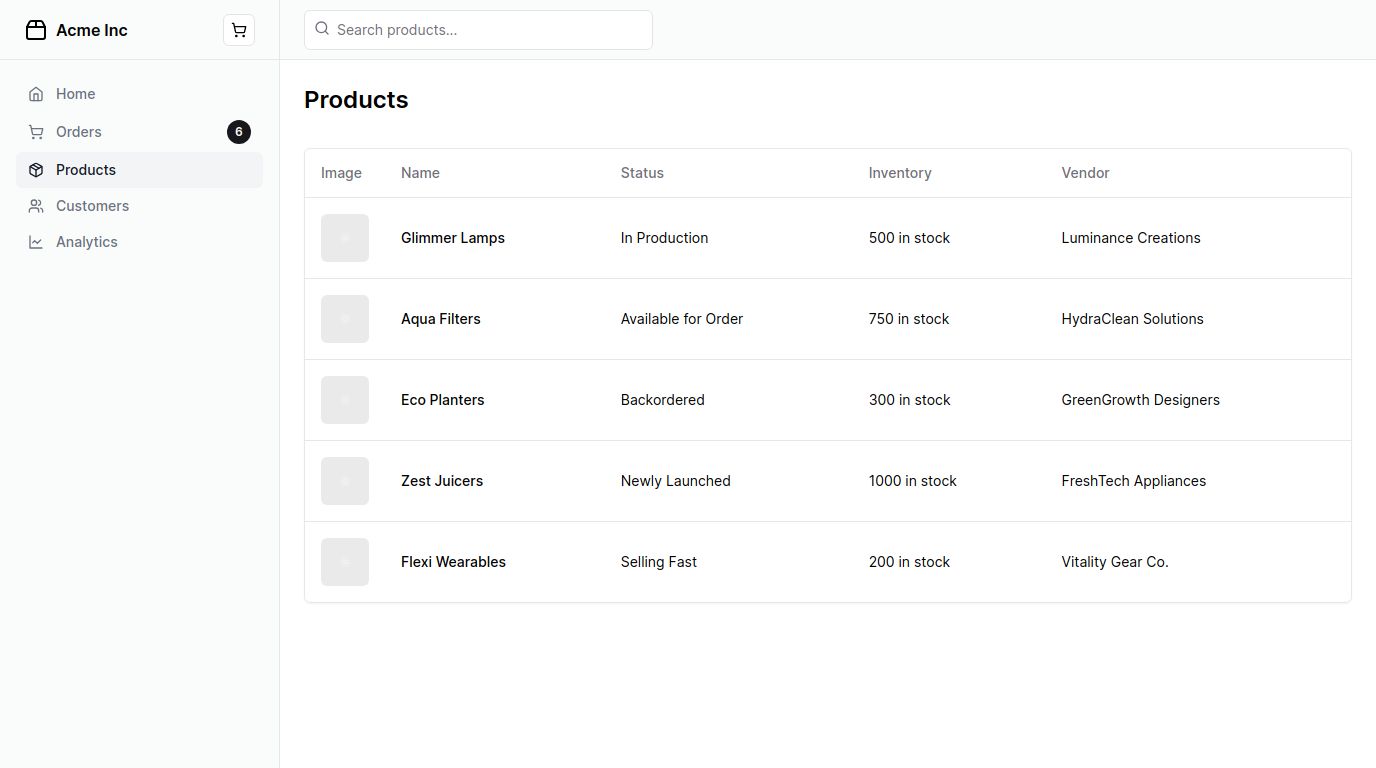 Acme Inc
Search products...
Home
Orders 6
Products
Customers
Analytics
Products
Image Name Status Inventory Vendor
Glimmer Lamps In Production 500 in stock Luminance Creations
Aqua Filters Available for Order 750 in stock HydraClean Solutions
Eco Planters Backordered 300 in stock GreenGrowth Designers
Zest Juicers Newly Launched 1000 in stock FreshTech Appliances
Flexi Wearables Selling Fast 200 in stock Vitality Gear Co.